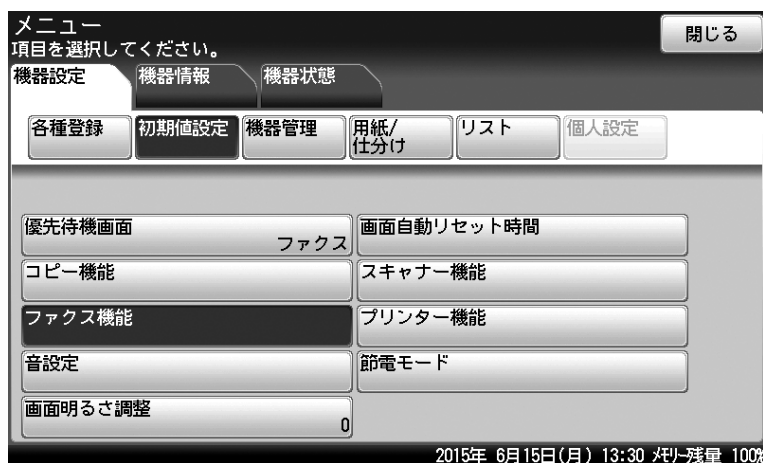 メニュー
項目を選択してください。
閉じる
機器設定
機器情報
機器状態
各種登録
初期値設定
機器管理
用紙/
仕分け
リスト
個人設定
優先待機画面
ファクス
画面自動リセット時間
コピー機能
スキャナー機能
ファクス機能
プリンター機能
音設定
節電モード
画面明るさ調整
0
2015年 6月15日(月) 13:30 ﾒﾓﾘｰ残量 100%